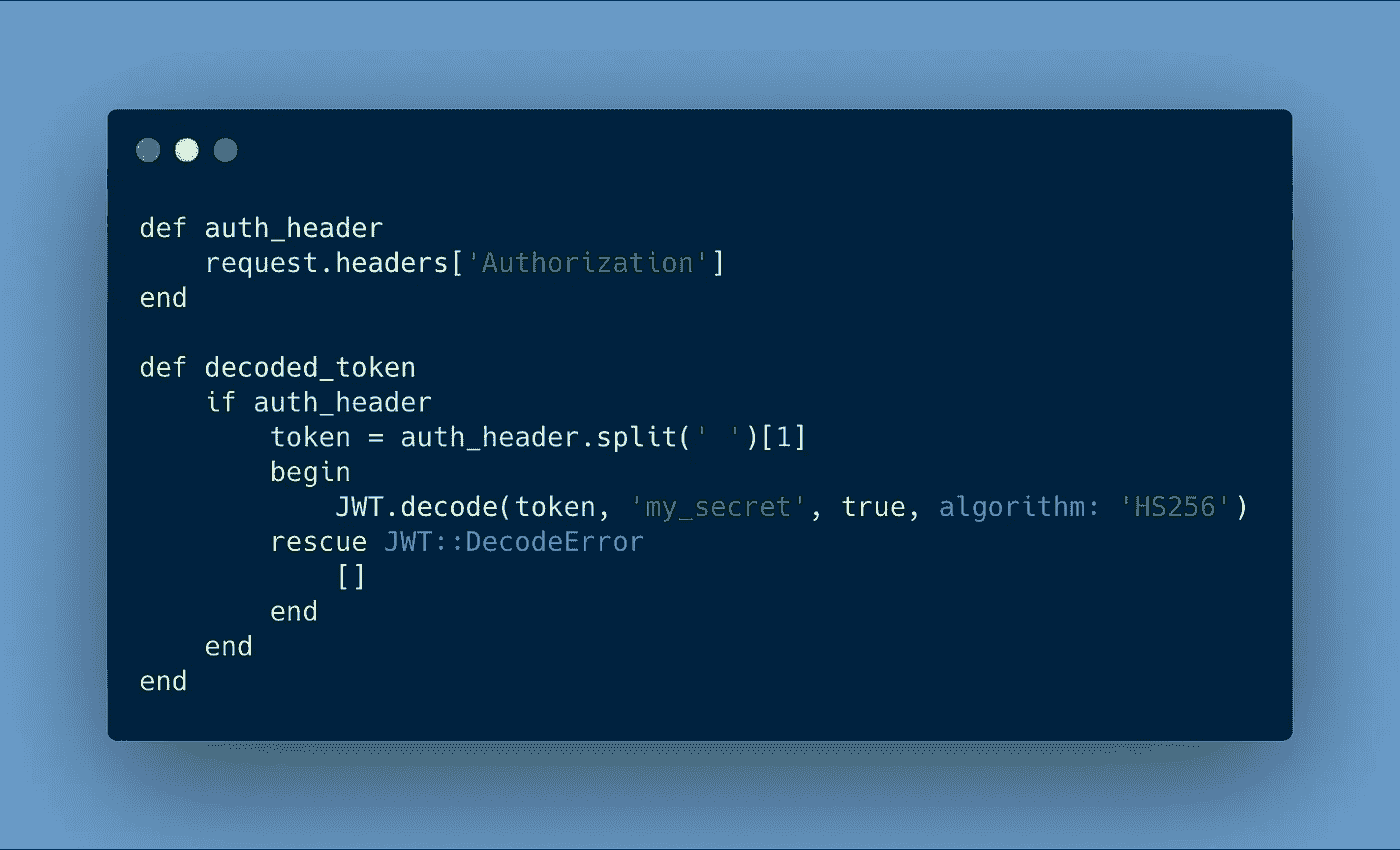 def auth_header
    request.headers['Authorization']
end

def decoded_token
    if auth_header
        token = auth_header.split(' ')[1]
        begin
            JWT.decode(token, 'my_secret', true, algorithm: 'HS256')
        rescue JWT::DecodeError
            []
        end
    end
end